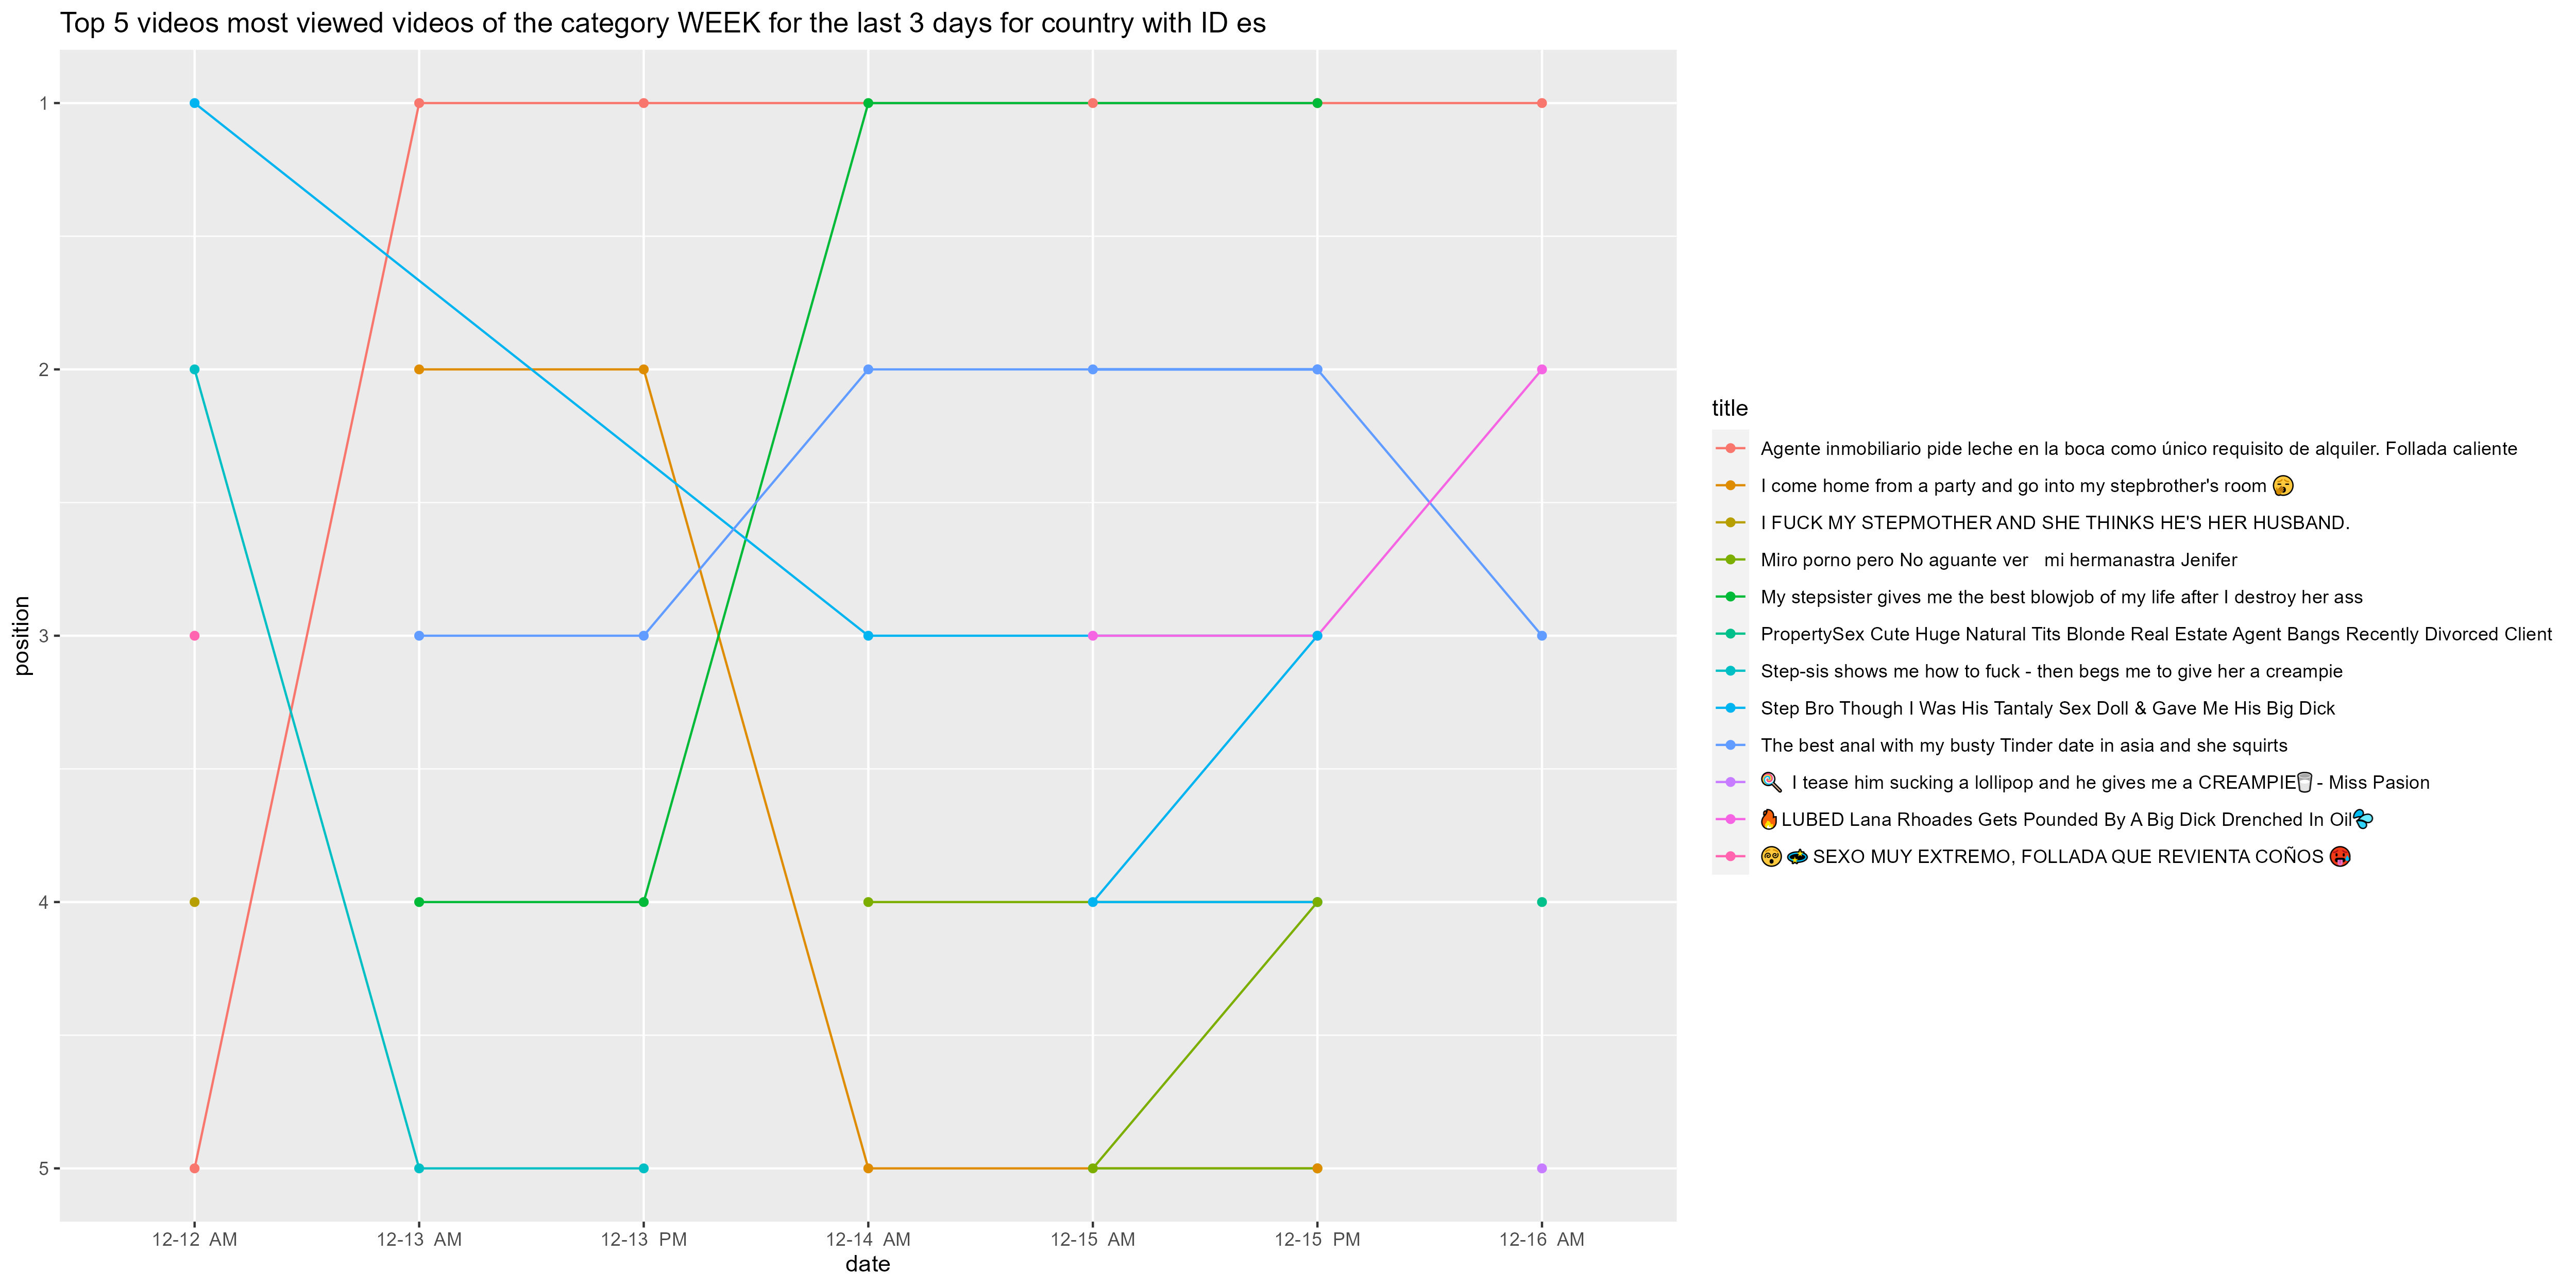 Top 5 videos most viewed videos of the category WEEK for the last 3 days for country with ID es
position
1
2
3
4
5
12-12 AM
12-13 AM
12-13 PM
12-14 AM
12-15 AM
12-15 PM
12-16 AM
date
title
Agente inmobiliario pide leche en la boca como único requisito de alquiler. Follada caliente
I come home from a party and go into my stepbrother's room 🥱
I FUCK MY STEPMOTHER AND SHE THINKS HE'S HER HUSBAND.
Miro porno pero No aguante ver mi hermanastra Jenifer
My stepsister gives me the best blowjob of my life after I destroy her ass
PropertySex Cute Huge Natural Tits Blonde Real Estate Agent Bangs Recently Divorced Client
Step-sis shows me how to fuck - then begs me to give her a creampie
Step Bro Though I Was His Tantaly Sex Doll & Gave Me His Big Dick
The best anal with my busty Tinder date in asia and she squirts
🍭 I tease him sucking a lollipop and he gives me a CREAMPIE🥛- Miss Pasion
🔥LUBED Lana Rhoades Gets Pounded By A Big Dick Drenched In Oil💦
😵‍💫 SEXO MUY EXTREMO, FOLLADA QUE REVIENTA COÑOS 🥵